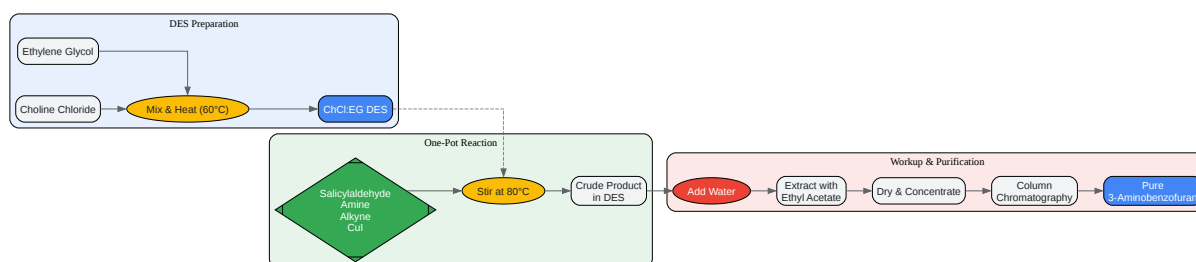 DES Preparation
Ethylene Glycol
Choline Chloride
Mix & Heat (60°C)
ChCl:EG DES
One-Pot Reaction
Salicylaldehyde
Amine
Alkyne
CuI
Stir at 80°C
Crude Product
in DES
Workup & Purification
Add Water
Extract with
Ethyl Acetate
Dry & Concentrate
Column
Chromatography
Pure
3-Aminobenzofuran